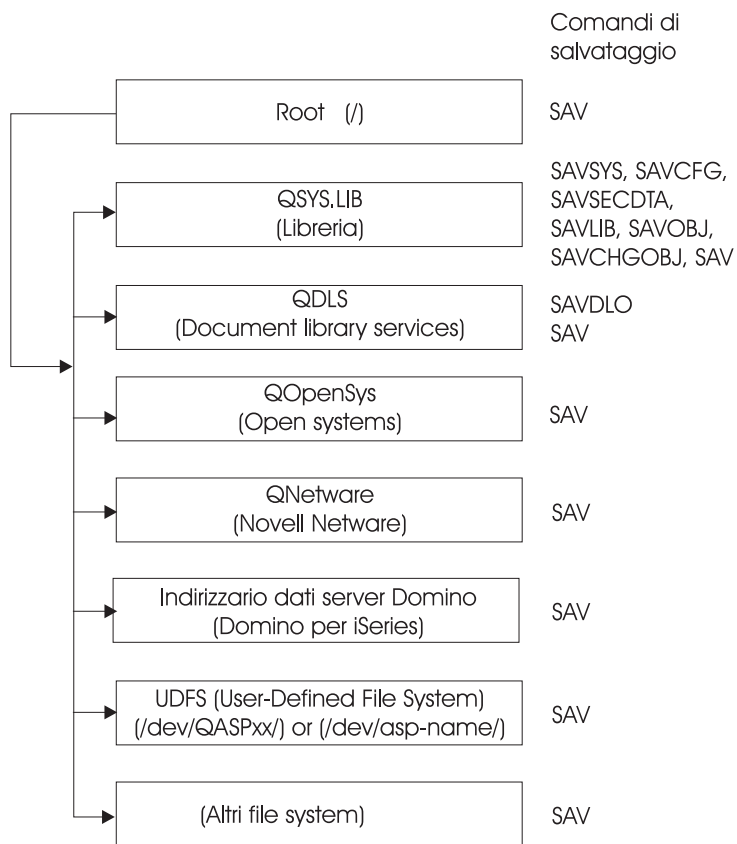 Comandi di
salvataggio
Root (/)
SAV
QSYS.LIB
(Libreria)
SAVSYS, SAVCFG,
SAVSECDTA,
SAVLIB, SAVOBJ,
SAVCHGOBJ, SAV
QDLS
(Document library services)
SAVDLO
SAV
QOpenSys
(Open systems)
SAV
QNetware
(Novell Netware)
SAV
Indirizzario dati server Domino
(Domino per iSeries)
SAV
UDFS (User-Defined File System)
(/dev/QASPxx/) or (/dev/asp-name/)
SAV
(Altri file system)
SAV